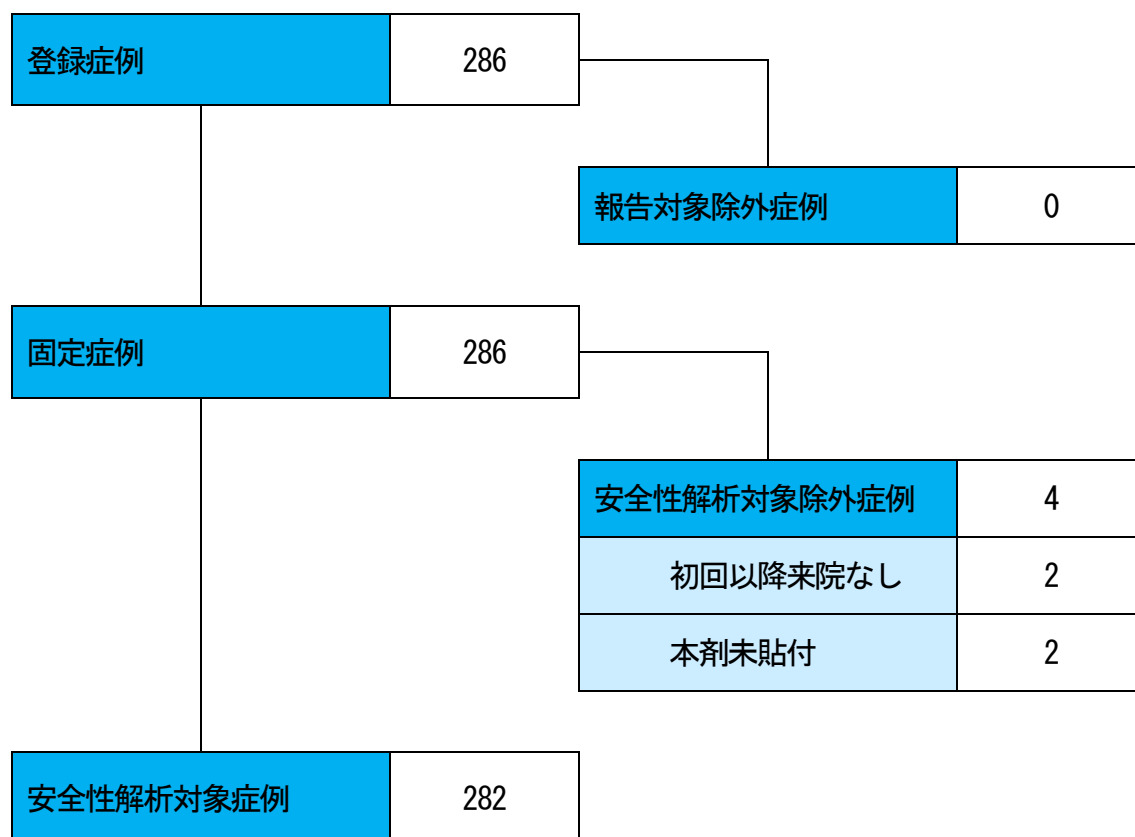 登録症例 286
報告対象除外症例 0
固定症例 286
安全性解析対象除外症例 4
初回以降来院なし 2
本剤未貼付 2
安全性解析対象症例 282